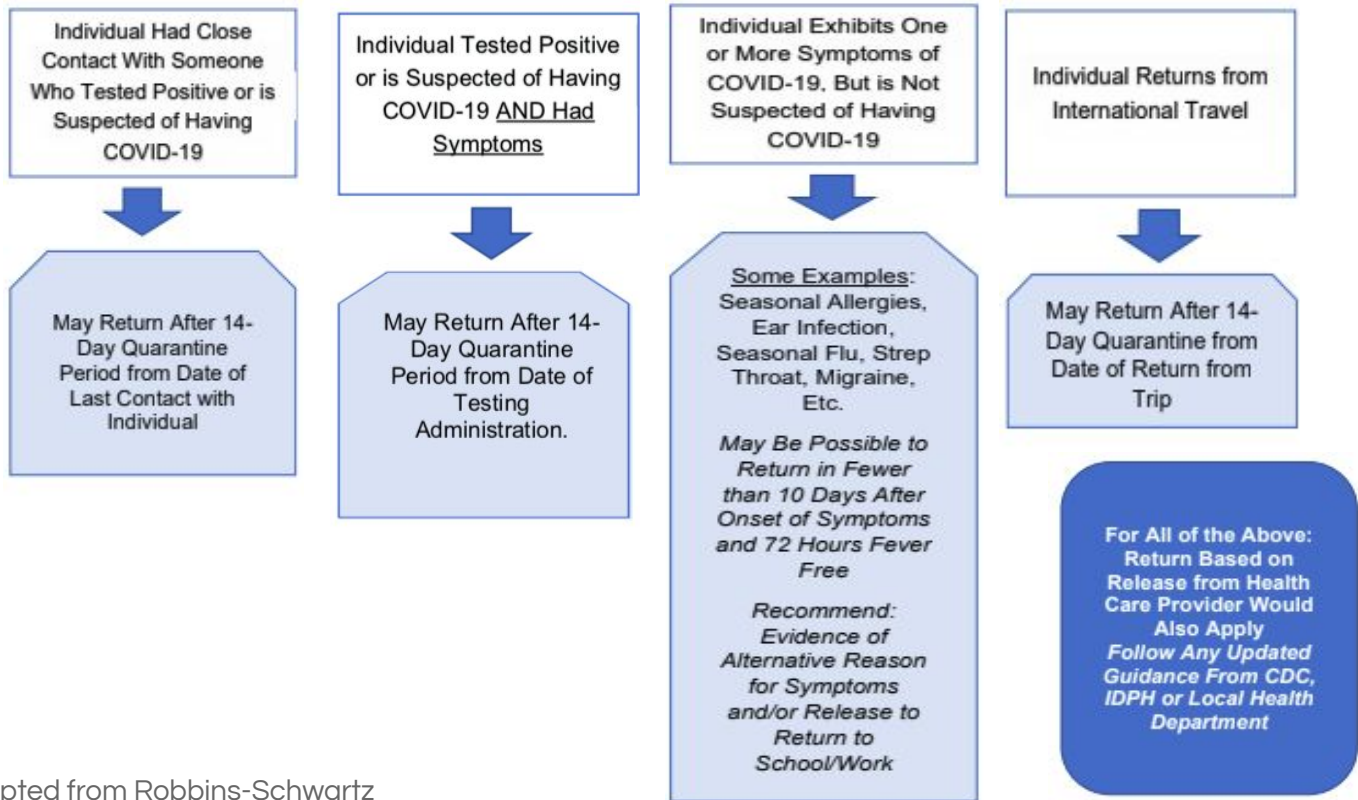 Individual Had Close
Contact With Someone
Who Tested Positive or is
Suspected of Having
COVID-19
May Return After 14-
Day Quarantine
Period from Date of
Last Contact with
Individual
Individual Tested Positive
or is Suspected of Having
COVID-19 AND Had
Symptoms
May Return After 14-
Day Quarantine
Period from Date of
Testing
Administration.
Individual Exhibits One
or More Symptoms of
COVID-19, But is Not
Suspected of Having
COVID-19
Some Examples:
Seasonal Allergies,
Ear Infection,
Seasonal Flu, Strep
Throat, Migraine,
Etc.
May Be Possible to
Return in Fewer
than 10 Days After
Onset of Symptoms
and 72 Hours Fever
Free
Recommend:
Evidence of
Alternative Reason
for Symptoms
and/or Release to
Return to
School/Work
Individual Returns from
International Travel
May Return After 14-
Day Quarantine from
Date of Return from
Trip
For All of the Above:
Return Based on
Release from Health
Care Provider Would
Also Apply
Follow Any Updated
Guidance From CDC,
IDPH or Local Health
Department
pted from Robbins-Schwartz